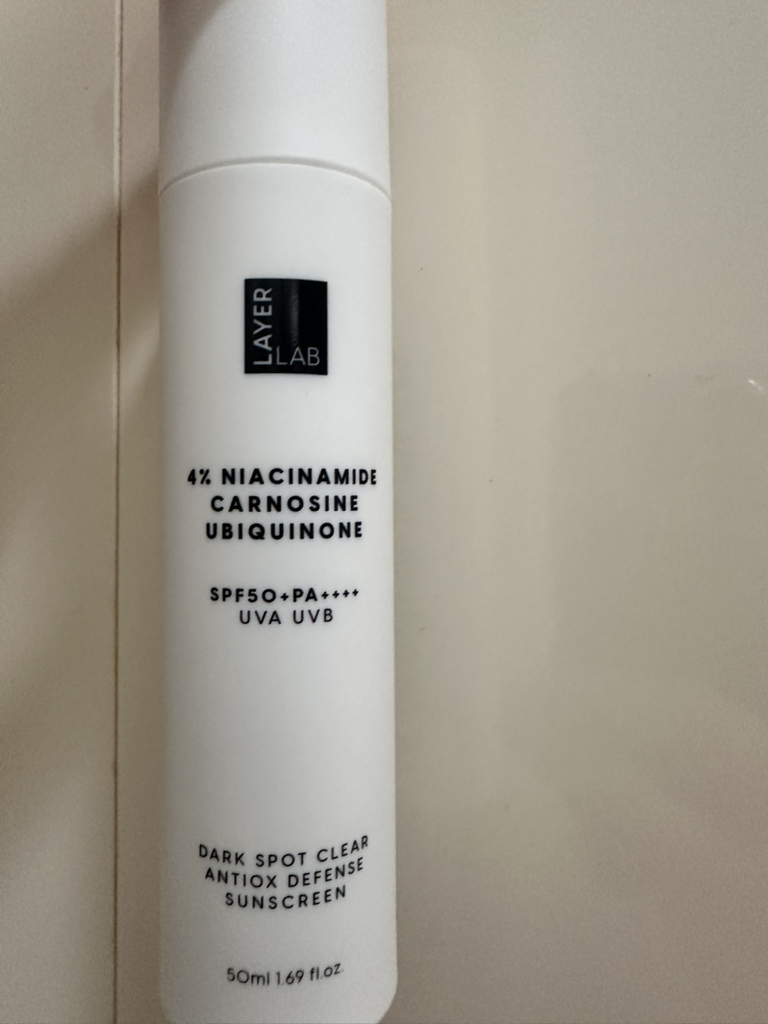 LAYER
LAB
4% NIACINAMIDE
CARNOSINE
UBIQUINONE
SPF50+PA++++
UVA UVB
DARK SPOT CLEAR
ANTIOX DEFENSE
SUNSCREEN
50ml 1.69 fl.oz.